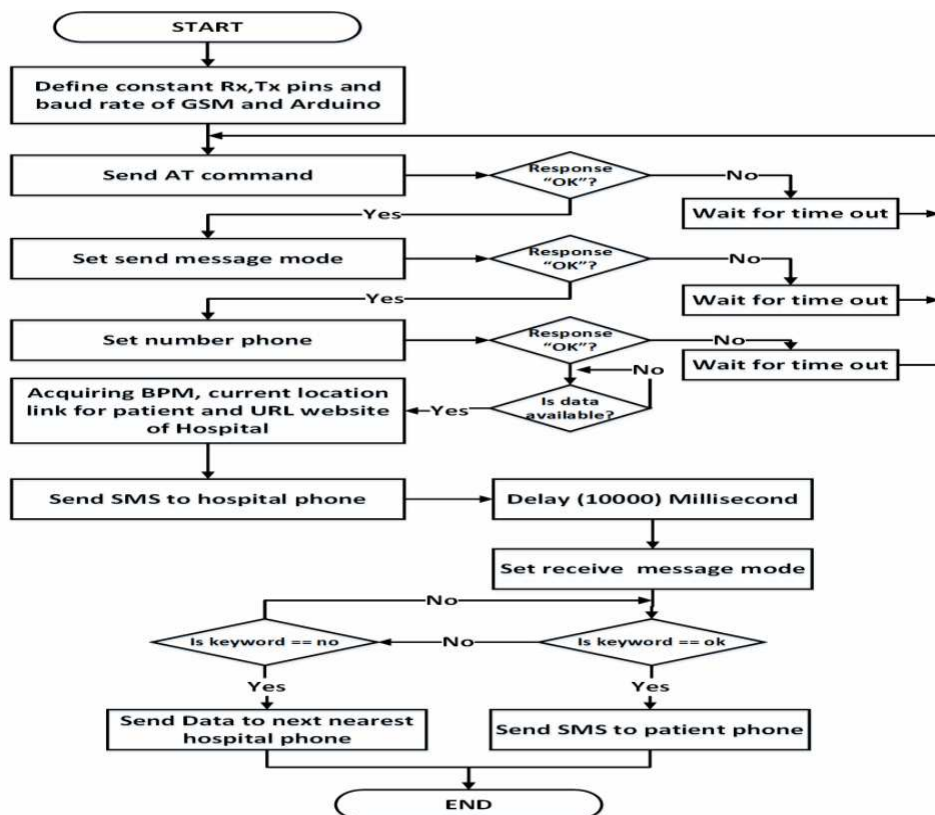 START
Define constant Rx,Tx pins and
baud rate of GSM and Arduino
Send AT command
Response
“OK”?
No
Wait for time out
Yes
Set send message mode
Response
“OK”?
No
Wait for time out
Yes
Set number phone
Response
“OK”?
No
Wait for time out
No
Is data
available?
Yes
Acquiring BPM, current location
link for patient and URL website
of Hospital
Send SMS to hospital phone
Delay (10000) Millisecond
Set receive message mode
No
Is keyword == no
No
Is keyword == ok
Yes
Yes
Send Data to next nearest
hospital phone
Send SMS to patient phone
END